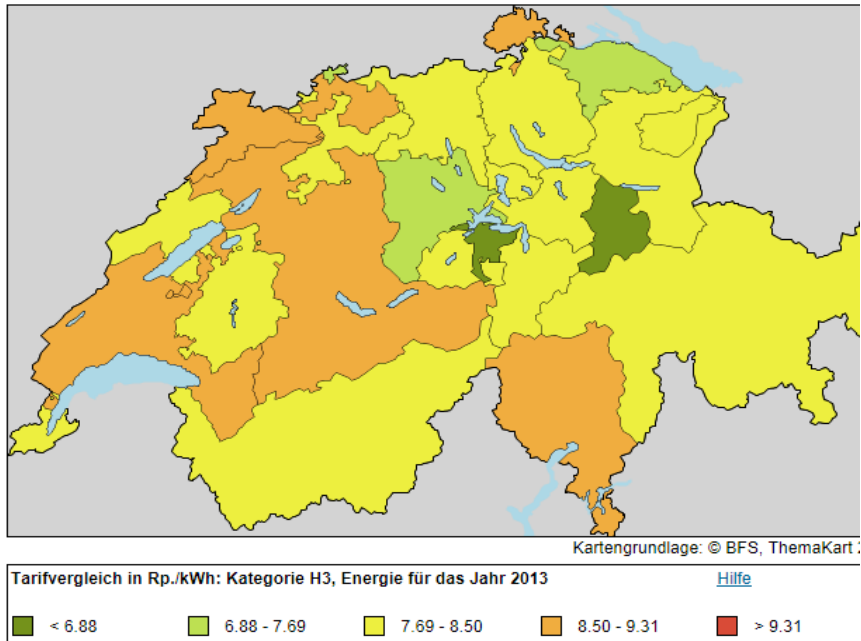 Kartengrundlage: © BFS, ThemaKart 2
Tarifvergleich in Rp./kWh: Kategorie H3, Energie für das Jahr 2013 Hilfe
< 6.88 6.88 - 7.69 7.69 - 8.50 8.50 - 9.31 > 9.31